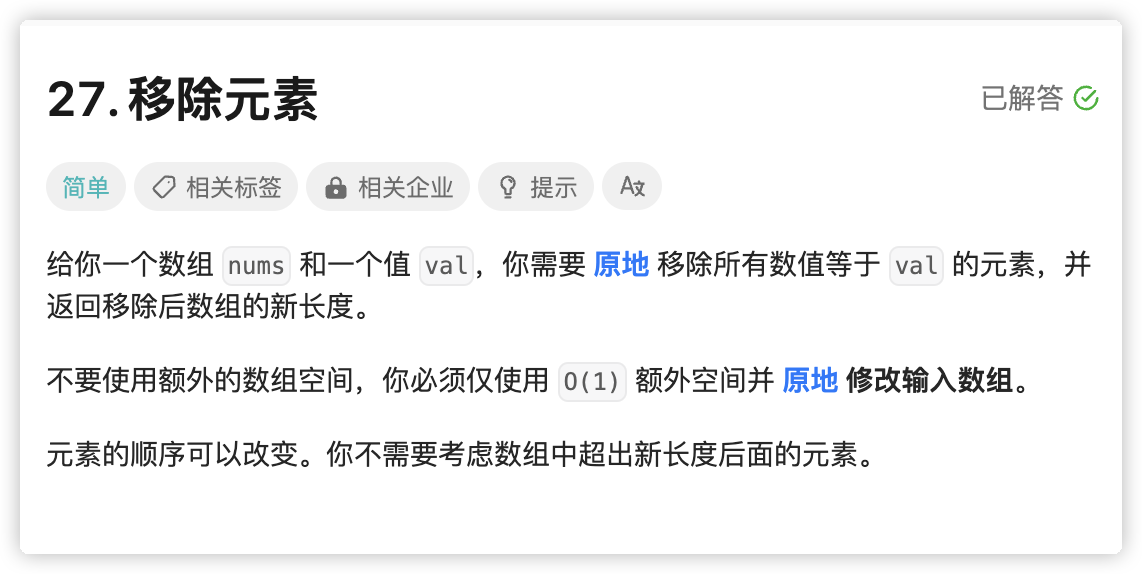 27. 移除元素
已解答
简单 相关标签 相关企业 提示
给你一个数组 nums 和一个值 val，你需要 原地 移除所有数值等于 val 的元素，并
返回移除后数组的新长度。
不要使用额外的数组空间，你必须仅使用 O(1) 额外空间并 原地 修改输入数组。
元素的顺序可以改变。你不需要考虑数组中超出新长度后面的元素。